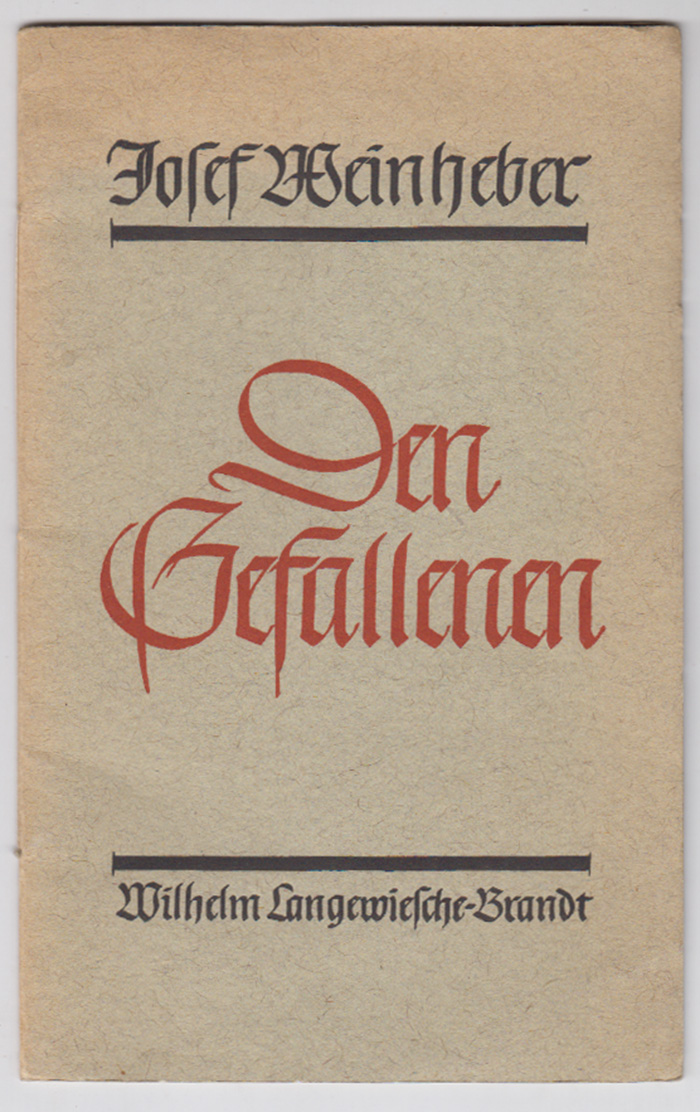 Joſef Weinheber
Den
Gefallenen
Wilhelm Langewieſche-Brandt